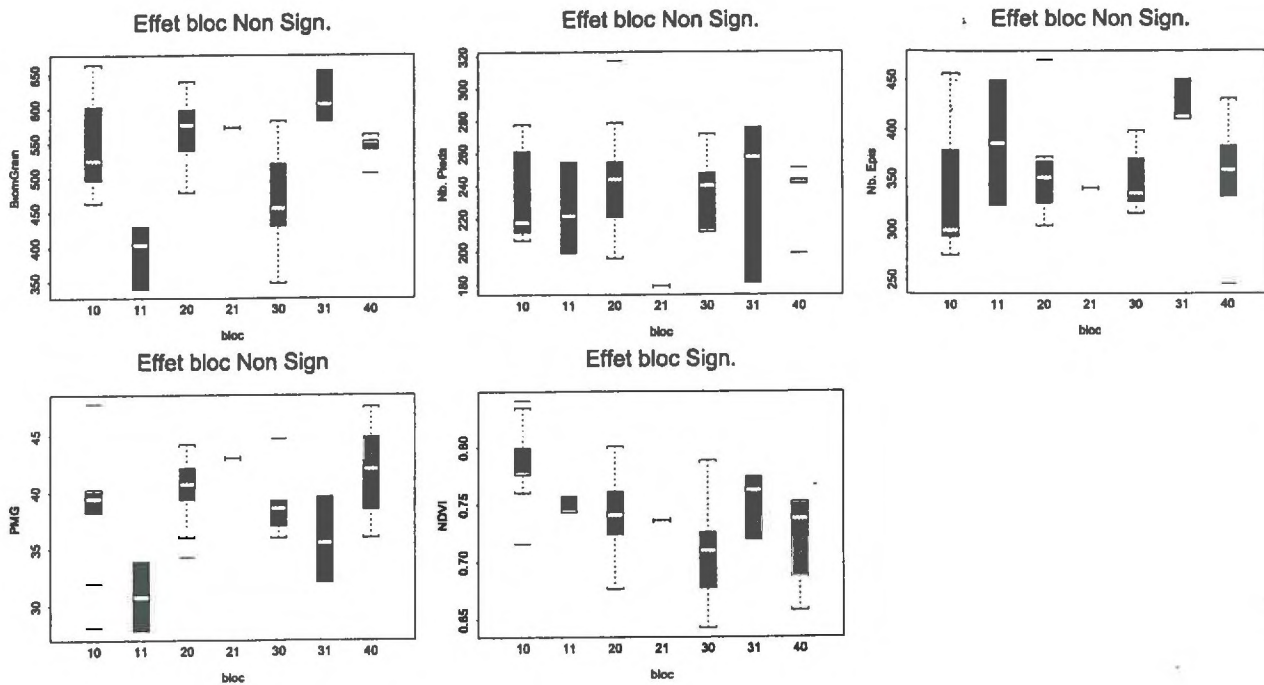 Effet bloc Non Sign.
BiomGrain
350 400 450 500 550 600 650
10 11 20 21 30 31 40
bloc
Effet bloc Non Sign.
Nb. Pieds
180 200 220 240 260 280 300 320
10 11 20 21 30 31 40
bloc
Effet bloc Non Sign.
Nb. Epis
250 300 350 400 450
10 11 20 21 30 31 40
bloc
Effet bloc Non Sign
PMG
30 35 40 45
10 11 20 21 30 31 40
bloc
Effet bloc Sign.
NDVI
0.65 0.70 0.75 0.80
10 11 20 21 30 31 40
bloc